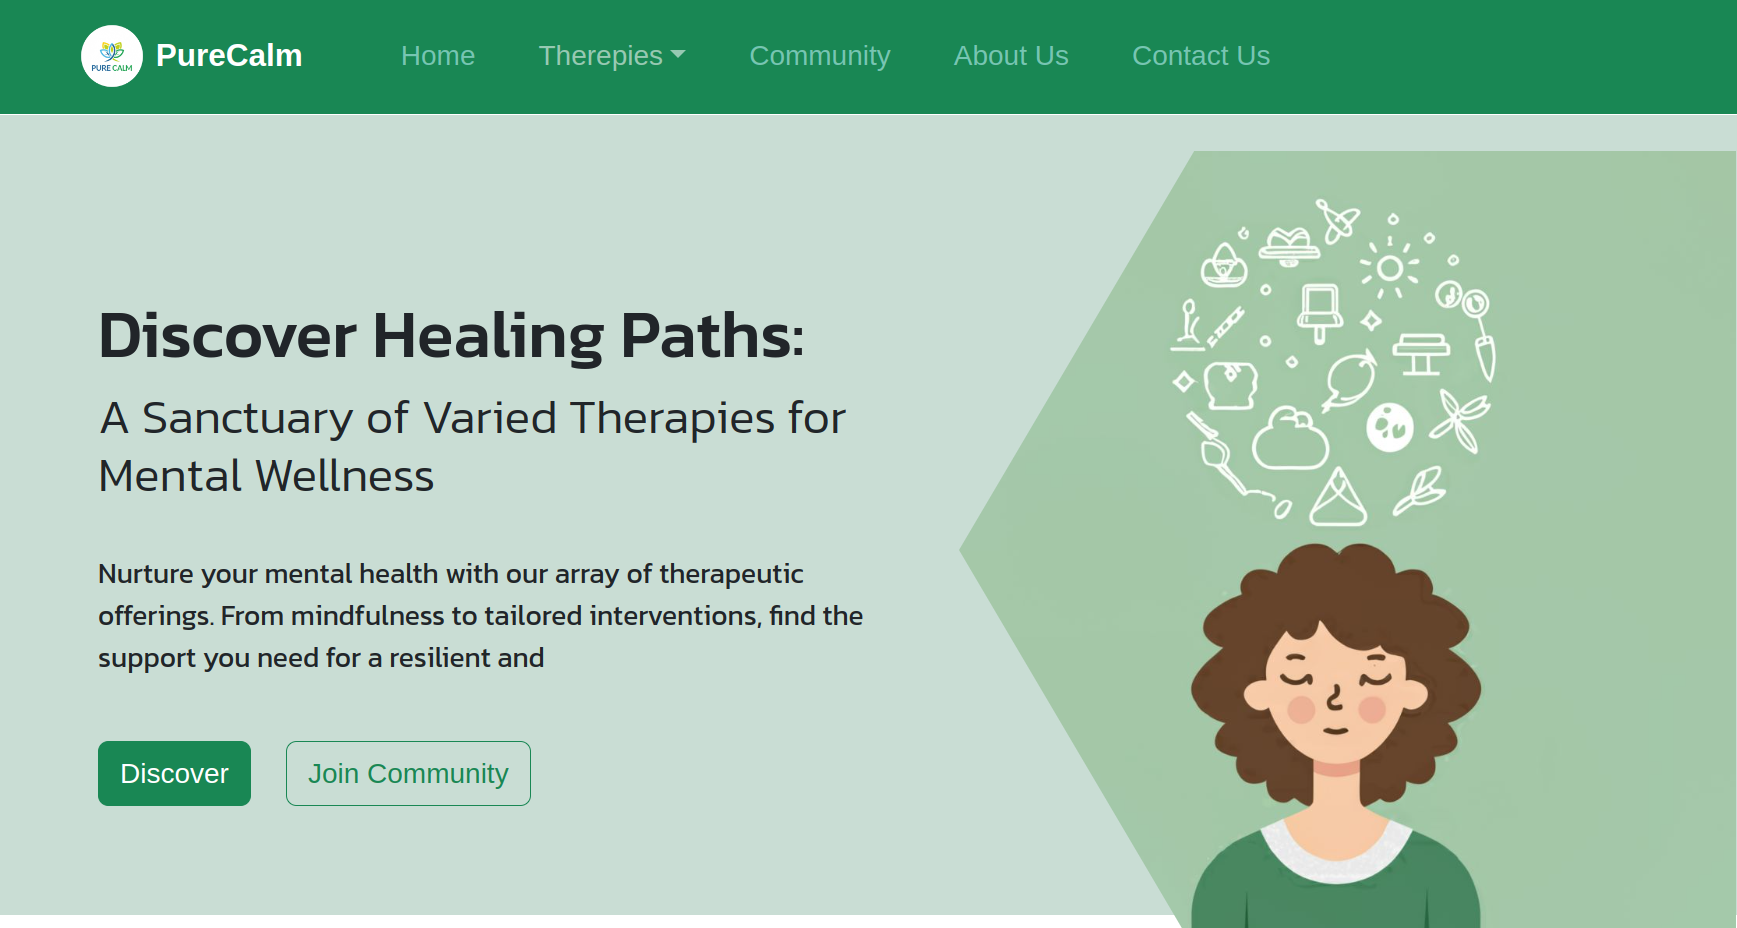 PURE CALM
PureCalm
Home
Therepies
Community
About Us
Contact Us
Discover Healing Paths:
A Sanctuary of Varied Therapies for
Mental Wellness
Nurture your mental health with our array of therapeutic
offerings. From mindfulness to tailored interventions, find the
support you need for a resilient and
Discover
Join Community